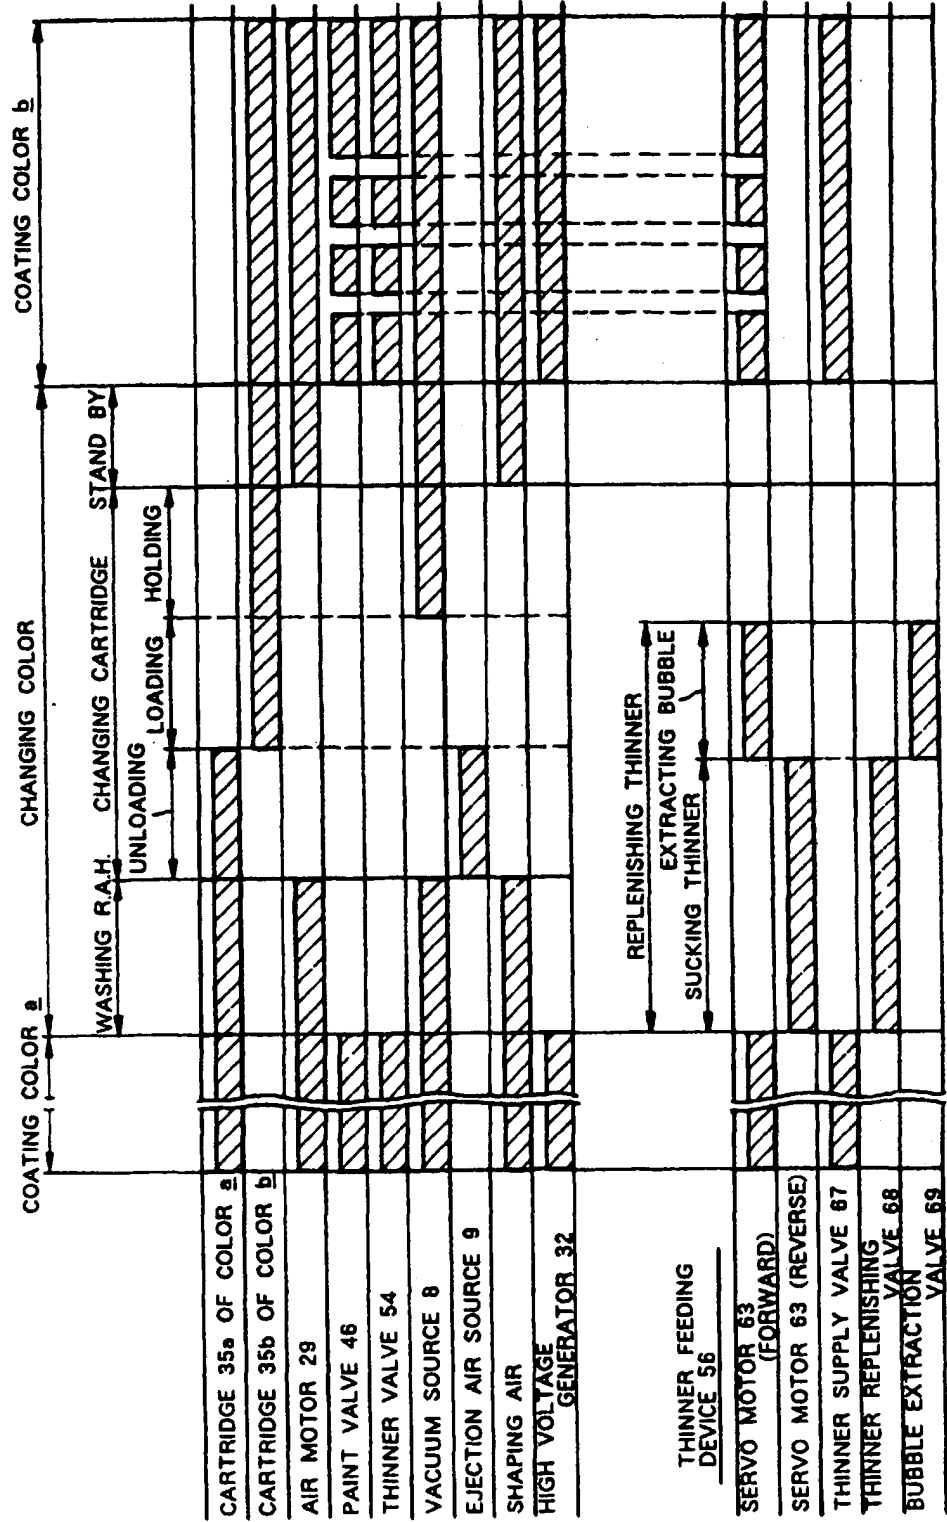 COATING COLOR a
CHANGING COLOR
COATING COLOR b
WASHING R.A.H.
CHANGING CARTRIDGE
STAND BY
UNLOADING
LOADING
HOLDING
CARTRIDGE 35a OF COLOR a
CARTRIDGE 35b OF COLOR b
AIR MOTOR 29
PAINT VALVE 46
THINNER VALVE 54
VACUUM SOURCE 8
EJECTION AIR SOURCE 9
SHAPING AIR
HIGH VOLTAGE
GENERATOR 32
REPLENISHING THINNER
EXTRACTING BUBBLE
SUCKING THINNER
THINNER FEEDING
DEVICE 56
SERVO MOTOR 63
(FORWARD)
SERVO MOTOR 63 (REVERSE)
THINNER SUPPLY VALVE 67
THINNER REPLENISHING
VALVE 68
BUBBLE EXTRACTION
VALVE 69